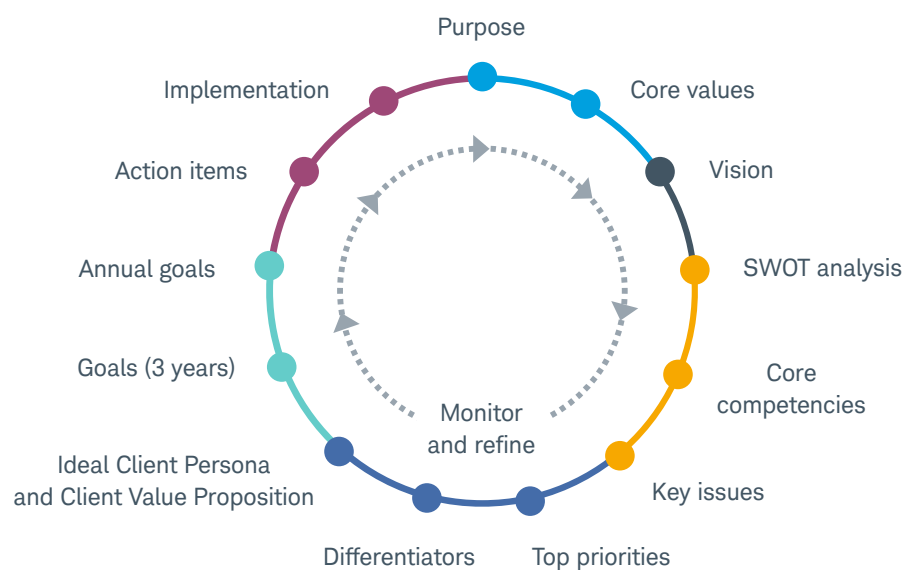 Purpose
Core values
Vision
SWOT analysis
Core
competencies
Key issues
Top priorities
Differentiators
Ideal Client Persona
and Client Value Proposition
Goals (3 years)
Annual goals
Action items
Implementation
Monitor
and refine